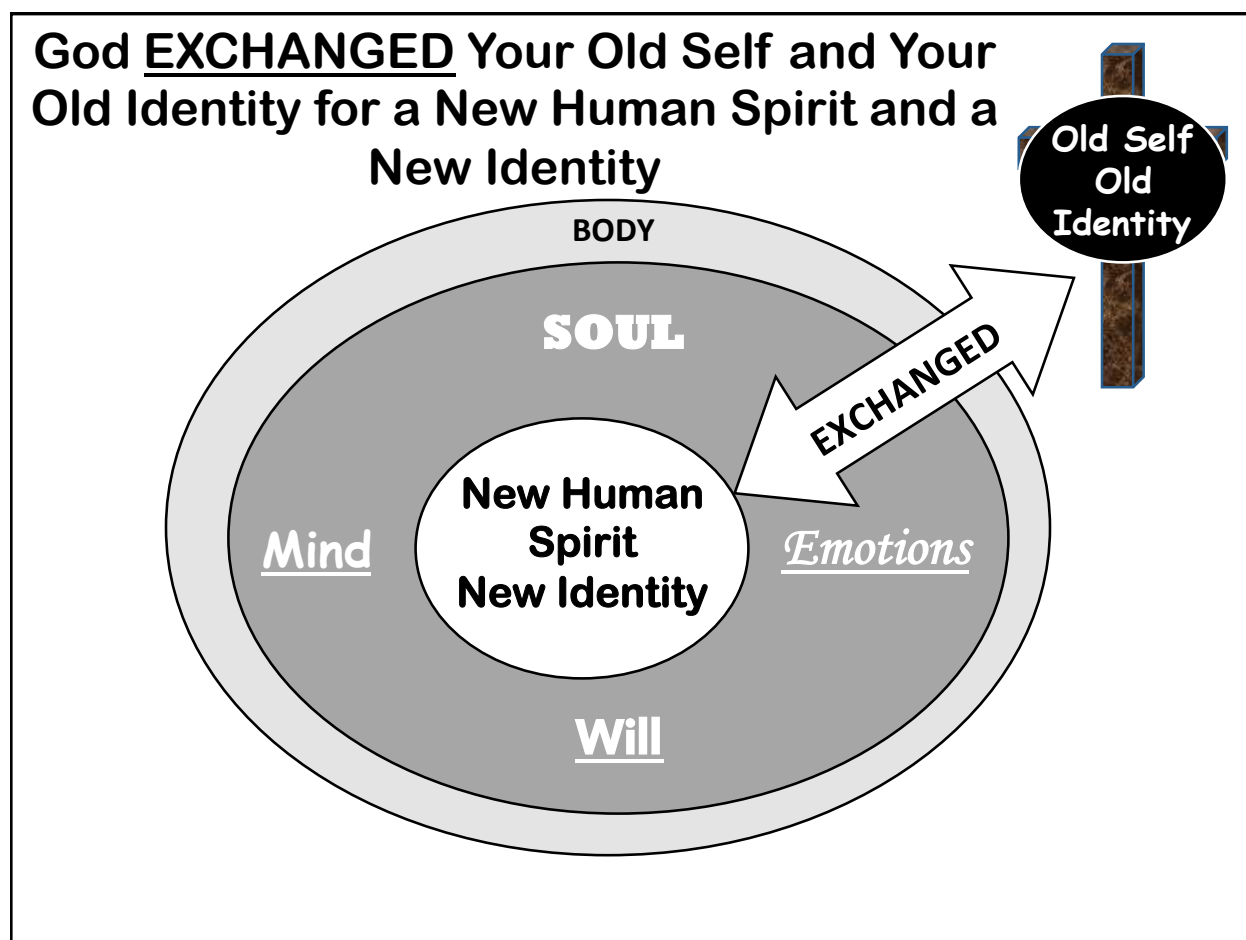 God EXCHANGED Your Old Self and Your
Old Identity for a New Human Spirit and a
New Identity
Old Self
Old
Identity
BODY
SOUL
EXCHANGED
New Human
Spirit
New Identity
Mind
Emotions
Will